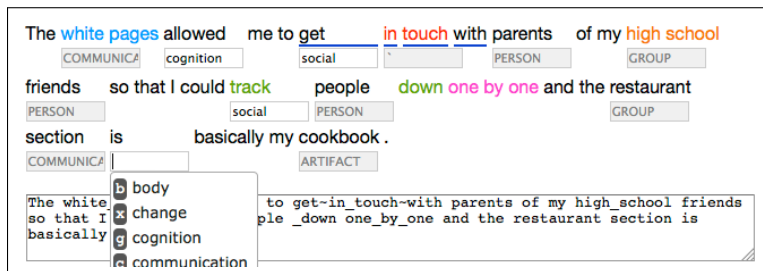 The white pages allowed me to get in touch with parents of my high school
COMMUNICA cognition social ` PERSON GROUP
friends so that I could track people down one by one and the restaurant
PERSON social PERSON GROUP
section is basically my cookbook .
COMMUNICA ARTIFACT
b body
x change
g cognition
c communication
The white to get~in_touch~with parents of my high_school friends
so that I ple _down one_by_one and the restaurant section is
basically